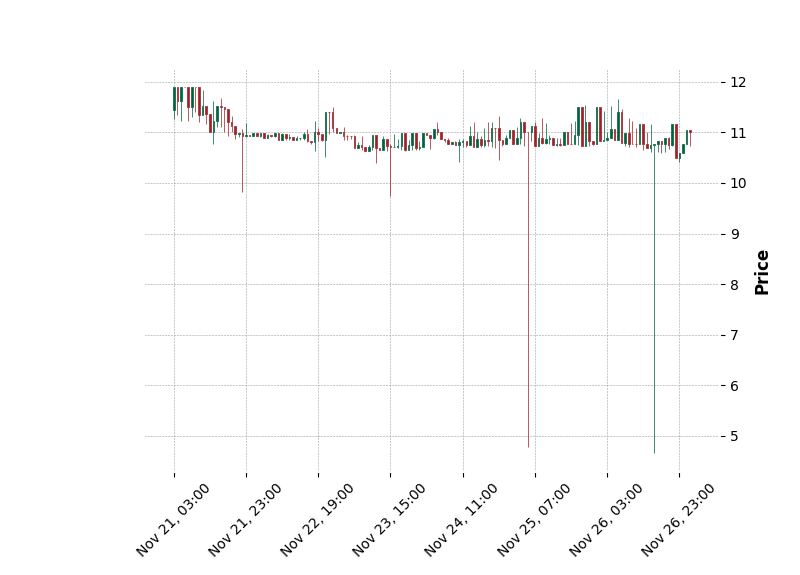 12
11
10
9
8
7
6
5
Price
Nov 21, 03:00
Nov 21, 23:00
Nov 22, 19:00
Nov 23, 15:00
Nov 24, 11:00
Nov 25, 07:00
Nov 26, 03:00
Nov 26, 23:00